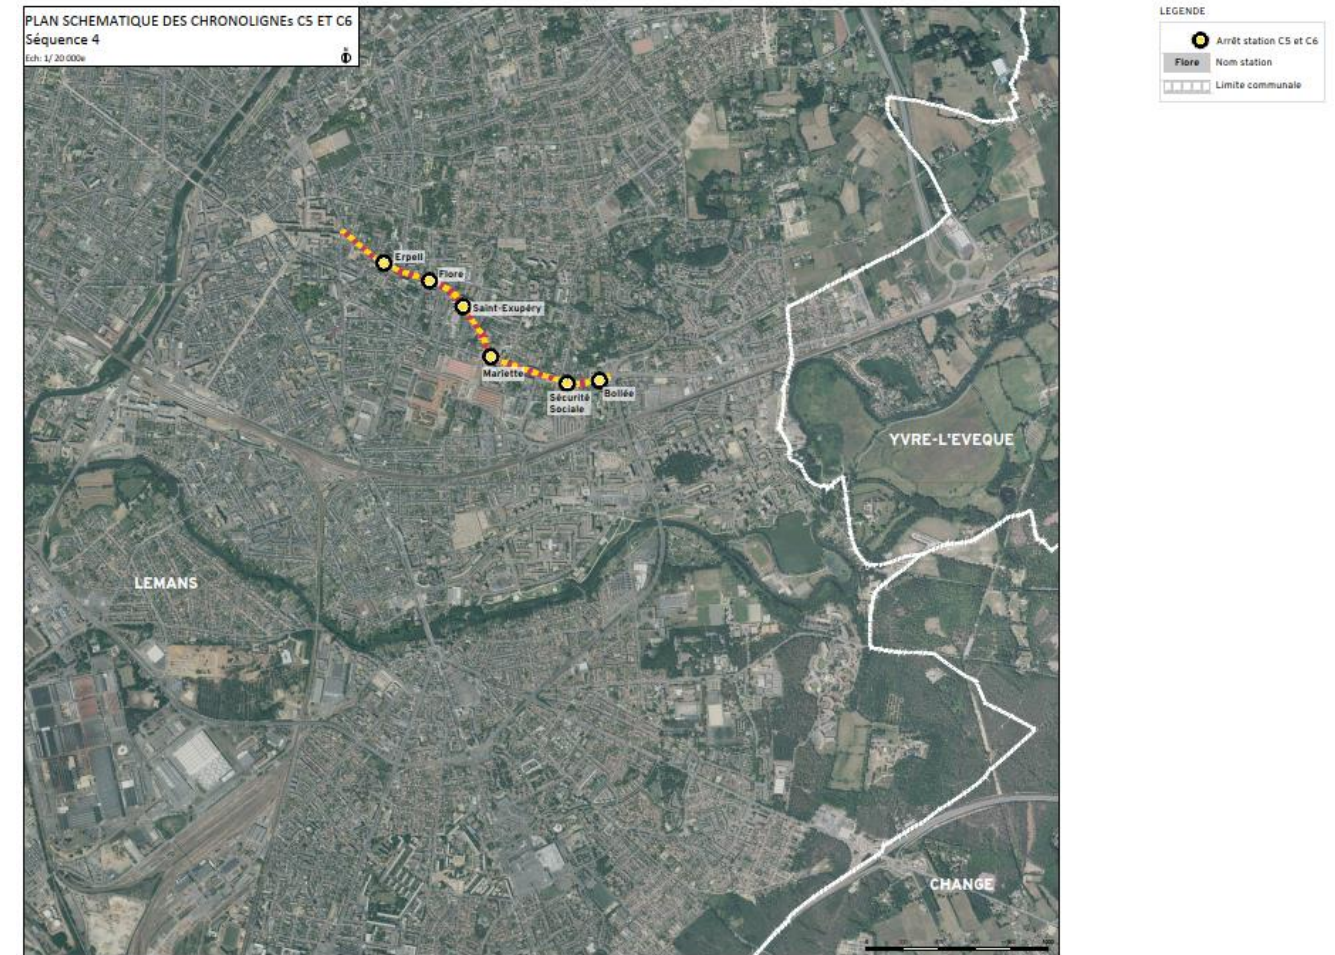 PLAN SCHEMATIQUE DES CHRONOLIGNEs C5 ET C6
Séquence 4
Ech: 1/ 20 000e
N
LEGENDE
Arrêt station C5 et C6
Flore Nom station
Limite communale
Erpell
Flore
Saint-Exupéry
Mariette
Sécurité
Sociale
Bollée
YVRE-L'EVEQUE
LEMANS
CHANGE